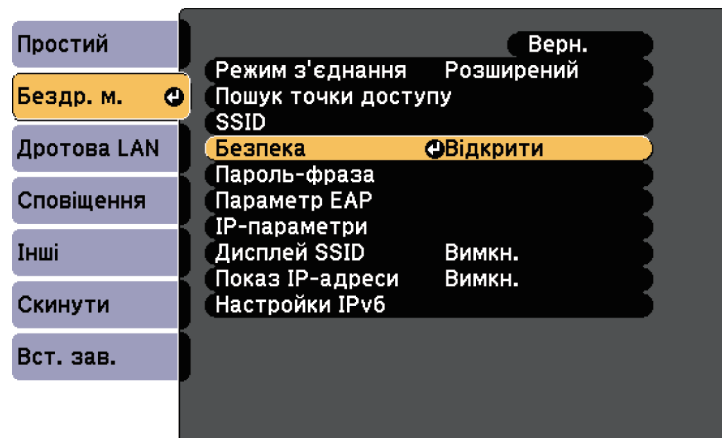 Простий
Бездр. м.
Дротова LAN
Сповіщення
Інші
Скинути
Вст. зав.
Верн.
Режим з'єднання Розширений
Пошук точки доступу
SSID
Безпека Відкрити
Пароль-фраза
Параметр EAP
IP-параметри
Дисплей SSID Вимкн.
Показ IP-адреси Вимкн.
Настройки IPv6